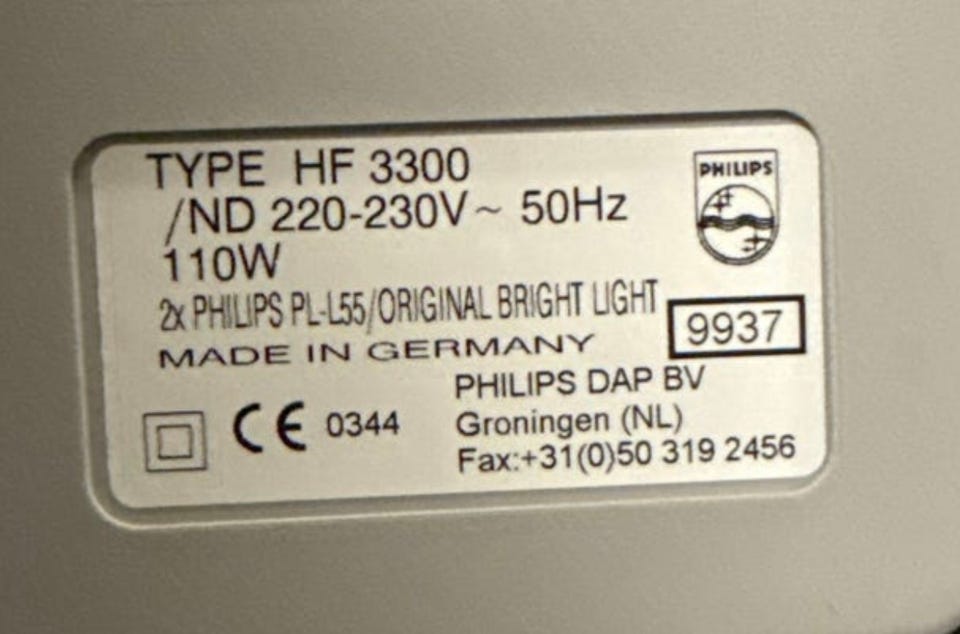 TYPE HF 3300
/ND 220-230V ~ 50Hz
110W
2x PHILIPS PL-L55/ORIGINAL BRIGHT LIGHT
MADE IN GERMANY
PHILIPS
9937
PHILIPS DAP BV
Groningen (NL)
Fax:+31(0)50 319 2456
CE 0344